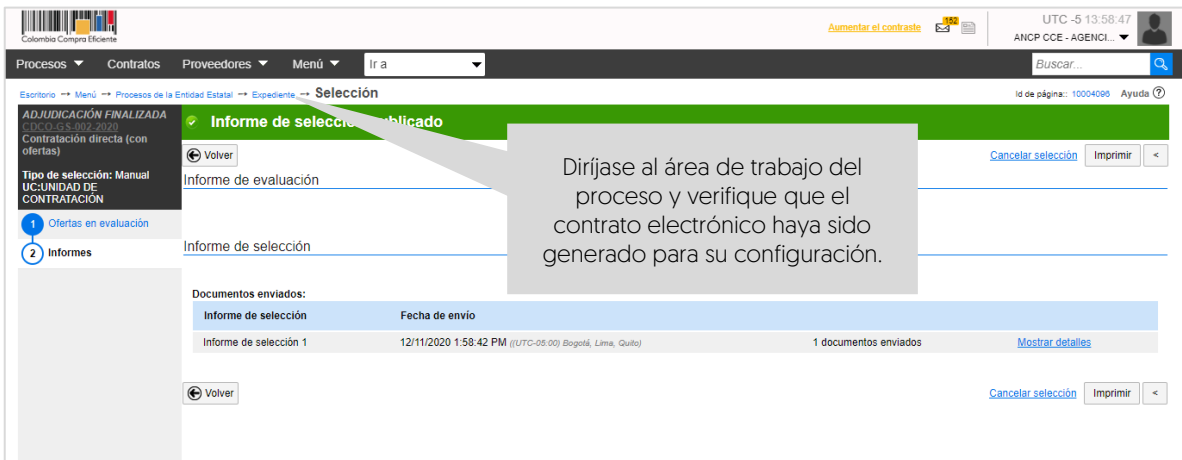 Colombia Compra Eficiente
Aumentar el contraste
152
UTC -5 13:58:47
ANCP CCE - AGENCI...
Procesos Contratos Proveedores Menú Ir a Buscar...
Escritorio → Menú → Procesos de la Entidad Estatal → Expediente → Selección
Id de página:: 10004096 Ayuda
ADJUDICACIÓN FINALIZADA
CDCO-GS-002-2020
Contratación directa (con
ofertas)
Tipo de selección: Manual
UC:UNIDAD DE
CONTRATACIÓN
1 Ofertas en evaluación
2 Informes
Informe de selección
Volver
Cancelar selección Imprimir <
Informe de evaluación
Diríjase al área de trabajo del
proceso y verifique que el
contrato electrónico haya sido
generado para su configuración.
Informe de selección
Documentos enviados:
Informe de selección Fecha de envío
Informe de selección 1 12/11/2020 1:58:42 PM ((UTC-05:00) Bogotá, Lima, Quito) 1 documentos enviados Mostrar detalles
Volver
Cancelar selección Imprimir <